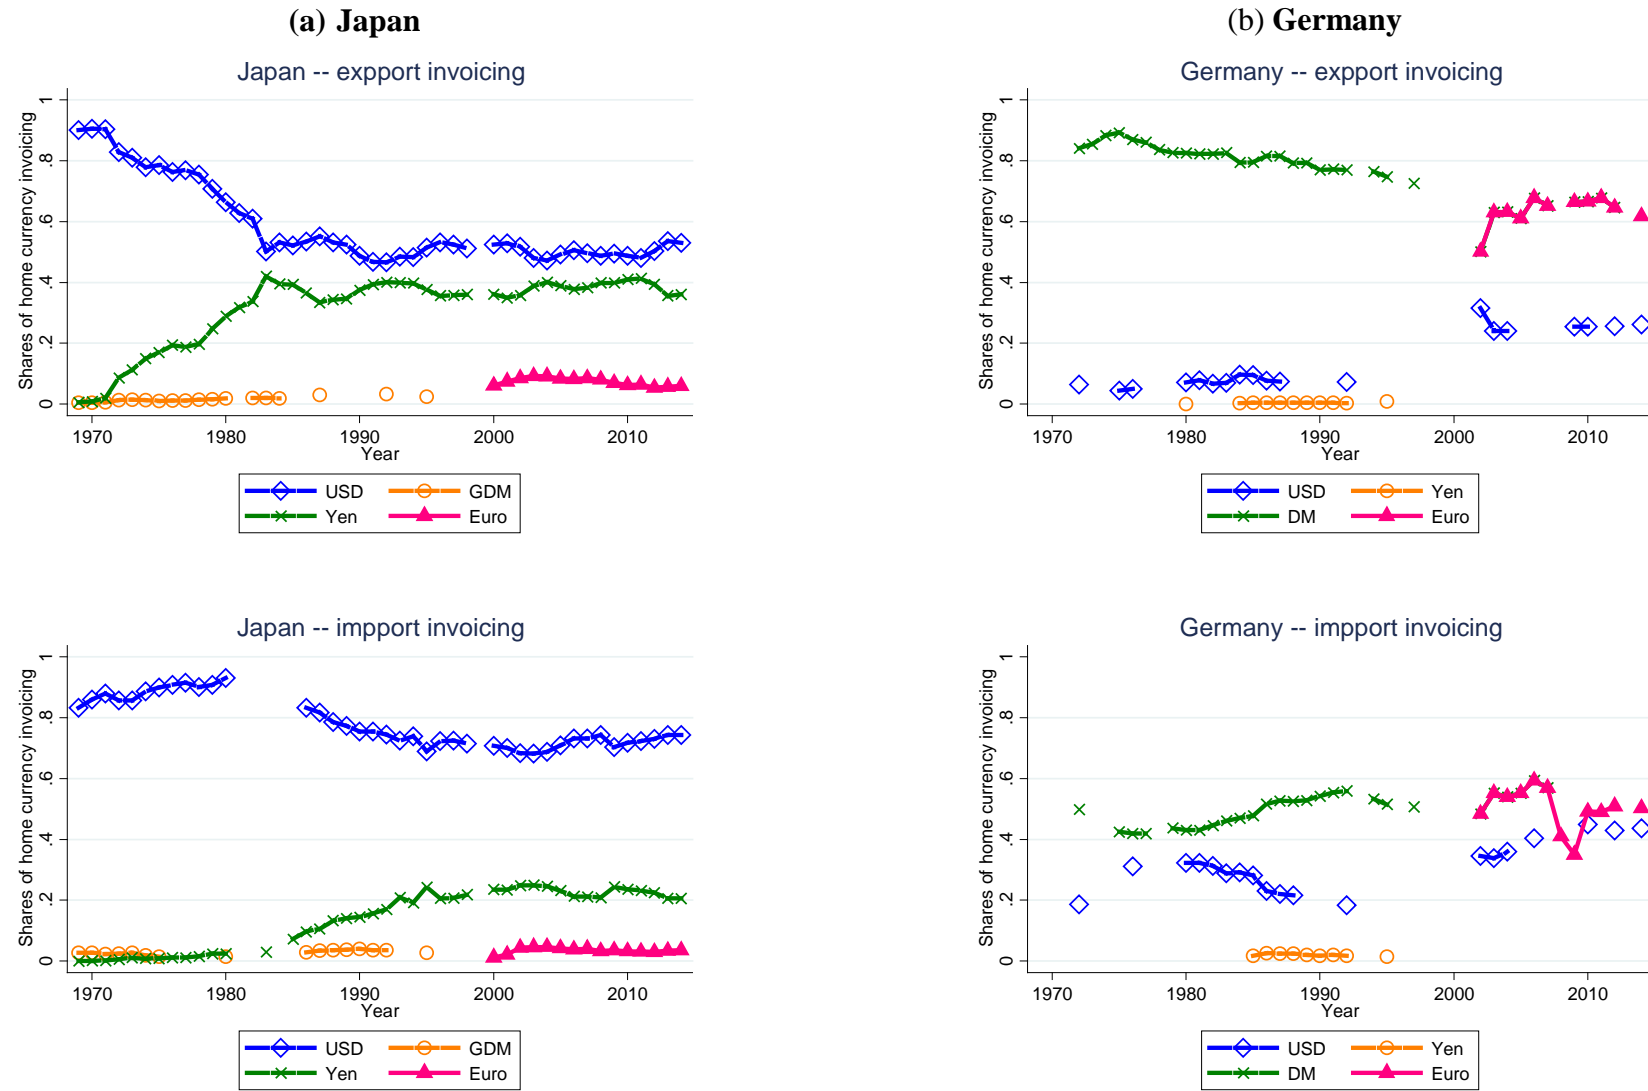 (a) Japan
Japan -- expport invoicing
Shares of home currency invoicing
1
.8
.6
.4
.2
0
1970 1980 1990 2000 2010
Year
USD GDM
Yen Euro
(b) Germany
Germany -- expport invoicing
Shares of home currency invoicing
1
.8
.6
.4
.2
0
1970 1980 1990 2000 2010
Year
USD Yen
DM Euro
Japan -- impport invoicing
Shares of home currency invoicing
1
.8
.6
.4
.2
0
1970 1980 1990 2000 2010
Year
USD GDM
Yen Euro
Germany -- impport invoicing
Shares of home currency invoicing
1
.8
.6
.4
.2
0
1970 1980 1990 2000 2010
Year
USD Yen
DM Euro